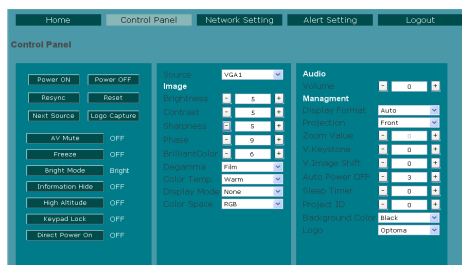 Home Control Panel Network Setting Alert Setting Logout
Control Panel
Power ON Power OFF
Resync Reset
Next Source Logo Capture
AV Mute OFF
Freeze OFF
Bright Mode Bright
Information Hide OFF
High Altitude OFF
Keypad Lock OFF
Direct Power On OFF
Source VGA1
Image
Brightness - 5 +
Contrast - 5 +
Sharpness - 5 +
Phase - 9 +
BrilliantColor - 6 +
Degamma Film
Color Temp. Warm
Display Mode None
Color Space RGB
Audio
Volume - 0 +
Managment
Display Format Auto
Projection Front
Zoom Value - 0 +
V.Keystone - 0 +
V.Image Shift - 0 +
Auto Power OFF - 3 +
Sleep Timer - 0 +
Project ID - 0 +
Background Color Black
Logo Optoma